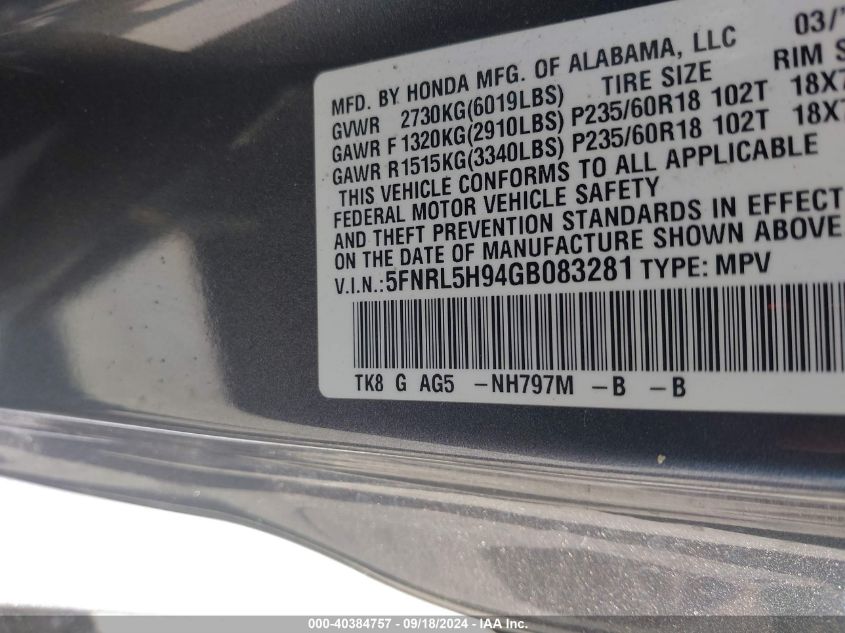 03/
MFD. BY HONDA MFG. OF ALABAMA, LLC
GVWR 2730KG(6019LBS) TIRE SIZE RIM S
GAWR F 1320KG(2910LBS) P235/60R18 102T 18X7
GAWR R 1515KG(3340LBS) P235/60R18 102T 18X7
THIS VEHICLE CONFORMS TO ALL APPLICABLE
FEDERAL MOTOR VEHICLE SAFETY
AND THEFT PREVENTION STANDARDS IN EFFECT
ON THE DATE OF MANUFACTURE SHOWN ABOVE
V.I.N.: 5FNRL5H94GB083281 TYPE: MPV
TK8 G AG5 -NH797M -B -B
000-40384757 - 09/18/2024 - IAA Inc.